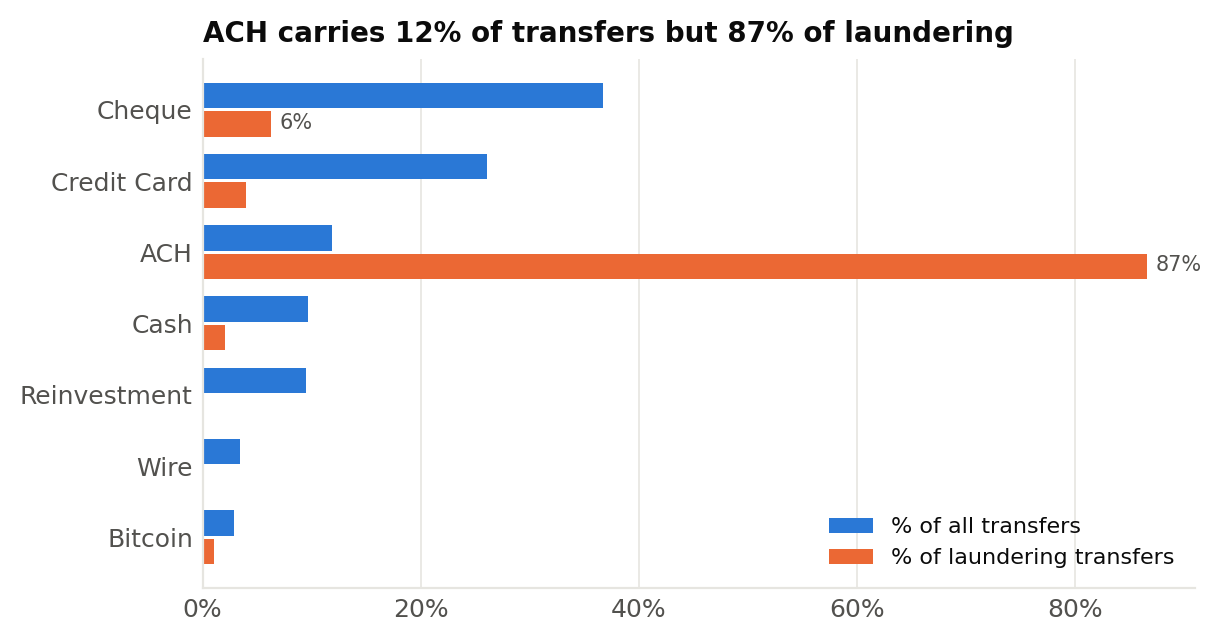 ACH carries 12% of transfers but 87% of laundering
Cheque
6%
Credit Card
ACH
87%
Cash
Reinvestment
Wire
Bitcoin
% of all transfers
% of laundering transfers
0% 20% 40% 60% 80%